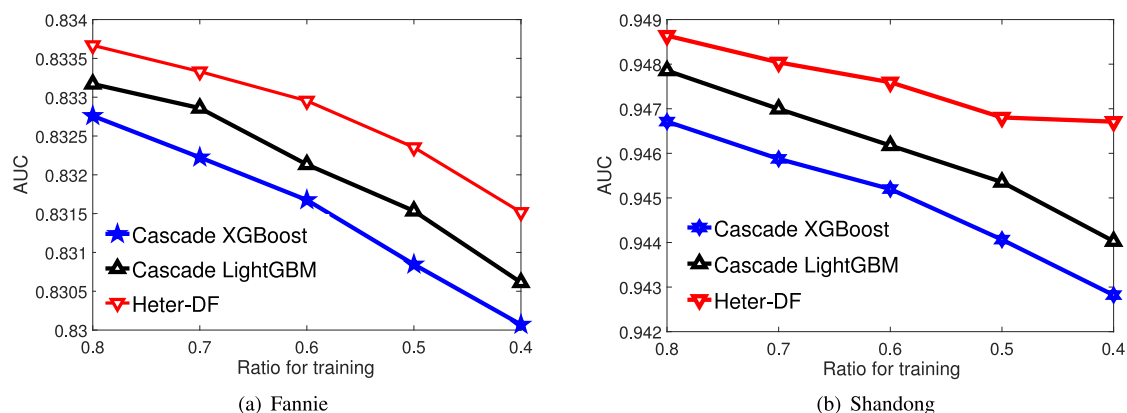 0.834
0.8335
0.833
0.8325
0.832
0.8315
0.831
0.8305
0.83
AUC
Cascade XGBoost
Cascade LightGBM
Heter-DF
0.8 0.7 0.6 0.5 0.4
Ratio for training
(a) Fannie
0.949
0.948
0.947
0.946
0.945
0.944
0.943
0.942
AUC
Cascade XGBoost
Cascade LightGBM
Heter-DF
0.8 0.7 0.6 0.5 0.4
Ratio for training
(b) Shandong